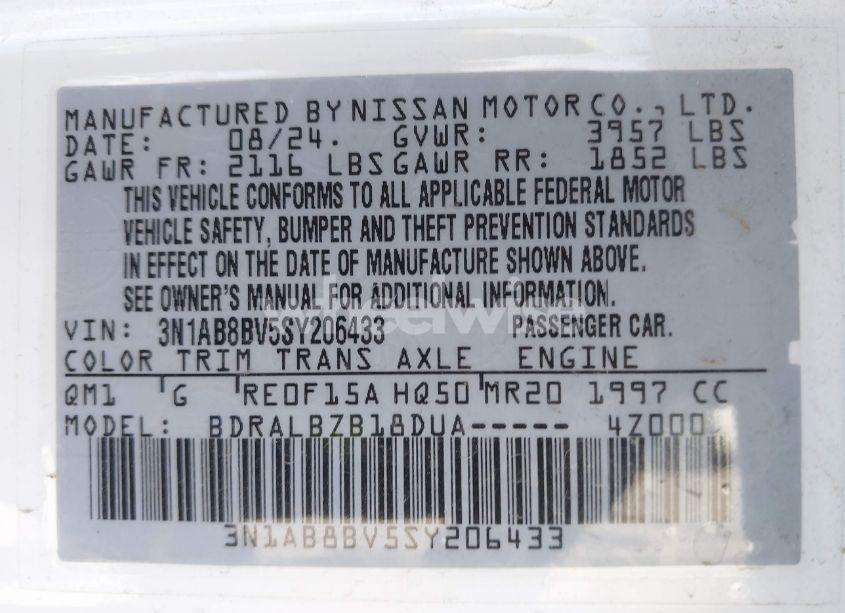 MANUFACTURED BY NISSAN MOTOR CO., LTD.
DATE: 08/24. GVWR: 3957 LBS
GAWR FR: 2116 LBS GAWR RR: 1852 LBS
THIS VEHICLE CONFORMS TO ALL APPLICABLE FEDERAL MOTOR
VEHICLE SAFETY, BUMPER AND THEFT PREVENTION STANDARDS
IN EFFECT ON THE DATE OF MANUFACTURE SHOWN ABOVE.
SEE OWNER'S MANUAL FOR ADDITIONAL INFORMATION.
wheelwise
VIN: 3N1AB8BV5SY206433 PASSENGER CAR.
COLOR TRIM TRANS AXLE ENGINE
QM1 G RE0F15A HQ50 MR20 1997 CC
MODEL: BDRALBZB18DUA----- 4Z000
3N1AB8BV5SY206433